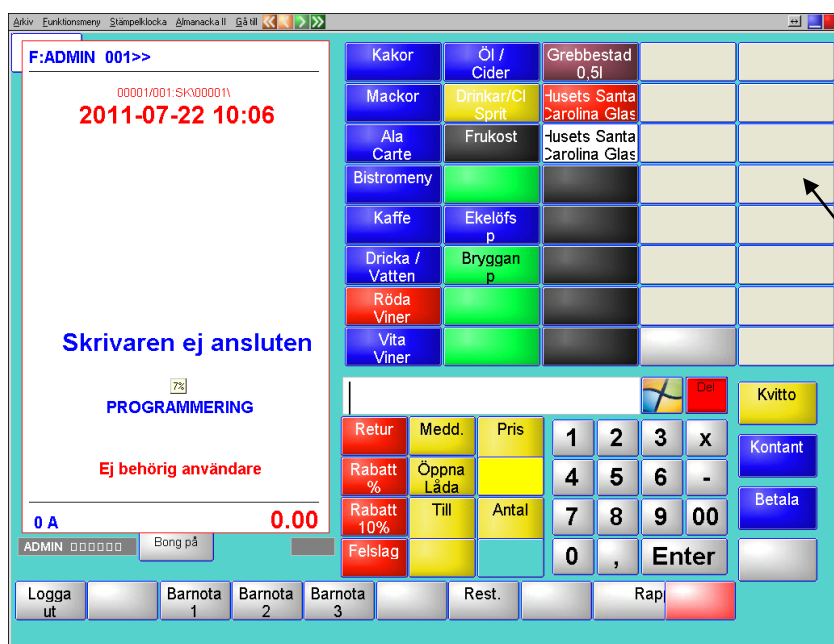 Arkiv Funktionsmeny Stämpelklocka Almanacka II Gå till
F:ADMIN 001>>
00001/001:SK\00001\
2011-07-22 10:06
Skrivaren ej ansluten
7%
PROGRAMMERING
Ej behörig användare
0 A 0.00
ADMIN
Bong på
Kakor
Öl /
Cider
Grebbestad
0,5l
Mackor
Drinkar/Cl
Sprit
Husets Santa
Carolina Glas
Ala
Carte
Frukost
Husets Santa
Carolina Glas
Bistromeny
Kaffe
Ekelöfs
p
Dricka /
Vatten
Bryggan
p
Röda
Viner
Vita
Viner
Del
Kvitto
Kontant
Betala
Retur
Medd.
Pris
1 2 3 x
Rabatt
%
Öppna
Låda
4 5 6 -
Rabatt
10%
Till
Antal
7 8 9 00
Felslag
0 , Enter
Logga
ut
Barnota
1
Barnota
2
Barnota
3
Rest.
Rap